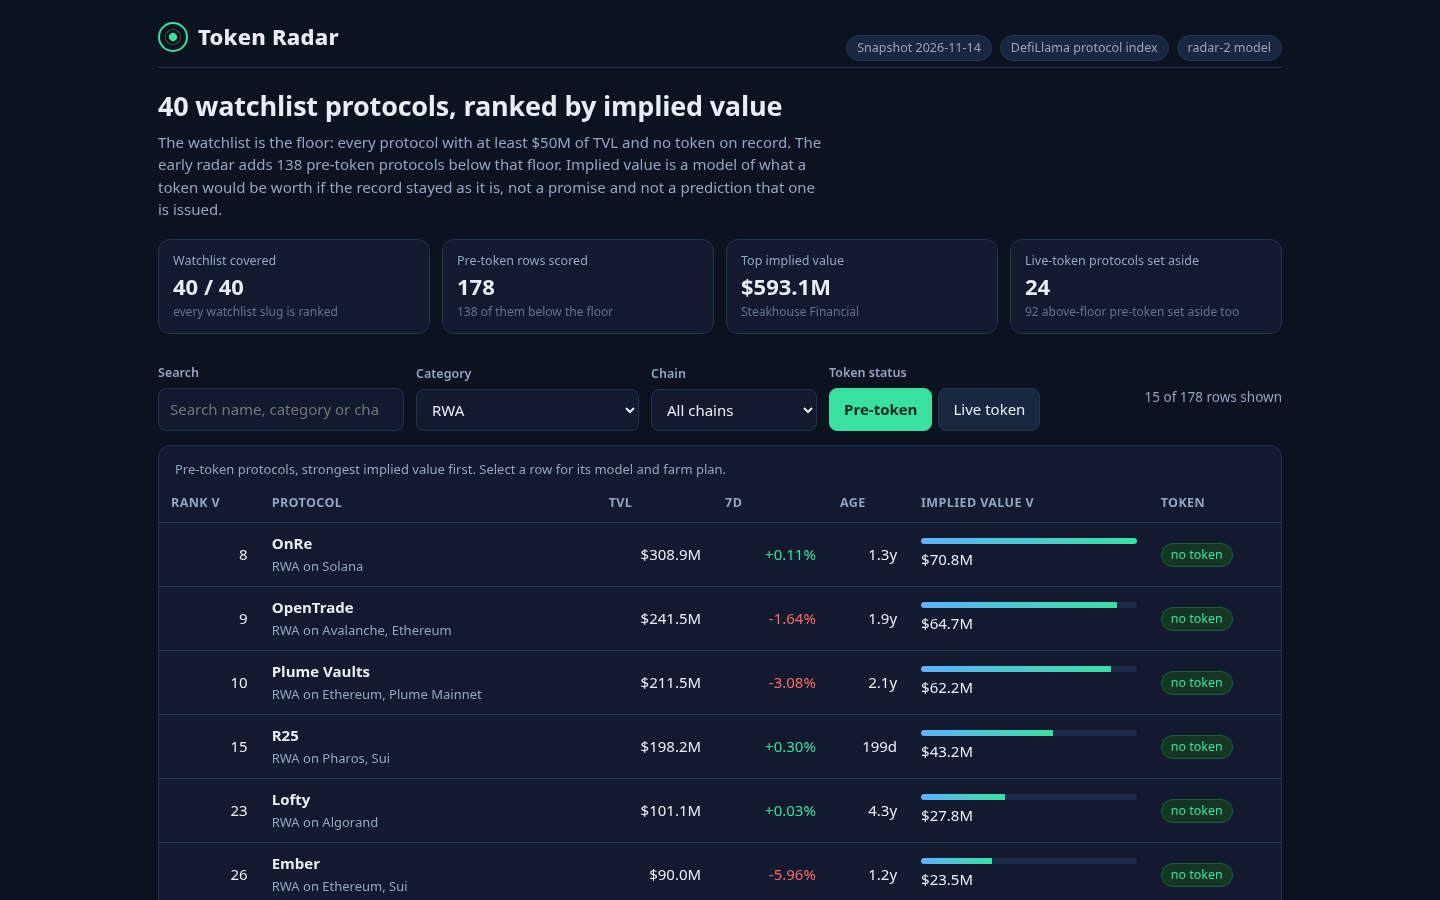 Token Radar
Snapshot 2026-11-14
DefiLlama protocol index
radar-2 model
40 watchlist protocols, ranked by implied value
The watchlist is the floor: every protocol with at least $50M of TVL and no token on record. The
early radar adds 138 pre-token protocols below that floor. Implied value is a model of what a
token would be worth if the record stayed as it is, not a promise and not a prediction that one
is issued.
Watchlist covered
40 / 40
every watchlist slug is ranked
Pre-token rows scored
178
138 of them below the floor
Top implied value
$593.1M
Steakhouse Financial
Live-token protocols set aside
24
92 above-floor pre-token set aside too
Search
Search name, category or cha
Category
RWA
Chain
All chains
Token status
Pre-token
Live token
15 of 178 rows shown
Pre-token protocols, strongest implied value first. Select a row for its model and farm plan.
RANK V PROTOCOL TVL 7D AGE IMPLIED VALUE V TOKEN
8 OnRe $308.9M +0.11% 1.3y $70.8M no token
RWA on Solana
9 OpenTrade $241.5M -1.64% 1.9y $64.7M no token
RWA on Avalanche, Ethereum
10 Plume Vaults $211.5M -3.08% 2.1y $62.2M no token
RWA on Ethereum, Plume Mainnet
15 R25 $198.2M +0.30% 199d $43.2M no token
RWA on Pharos, Sui
23 Lofty $101.1M +0.03% 4.3y $27.8M no token
RWA on Algorand
26 Ember $90.0M -5.96% 1.2y $23.5M no token
RWA on Ethereum, Sui